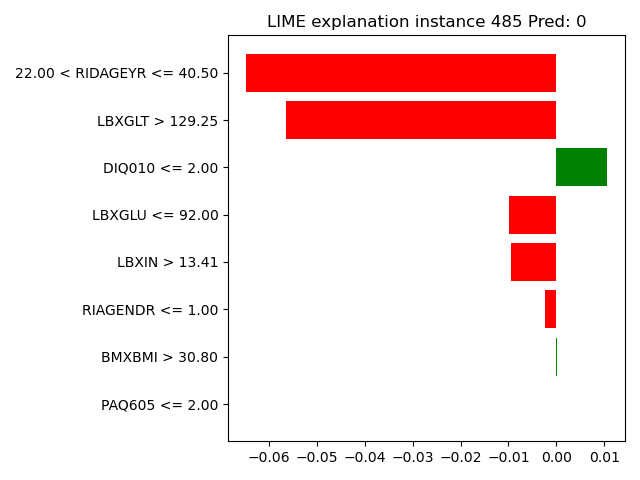 LIME explanation instance 485 Pred: 0
22.00 < RIDAGEYR <= 40.50
LBXGLT > 129.25
DIQ010 <= 2.00
LBXGLU <= 92.00
LBXIN > 13.41
RIAGENDR <= 1.00
BMXBMI > 30.80
PAQ605 <= 2.00
−0.06 −0.05 −0.04 −0.03 −0.02 −0.01 0.00 0.01